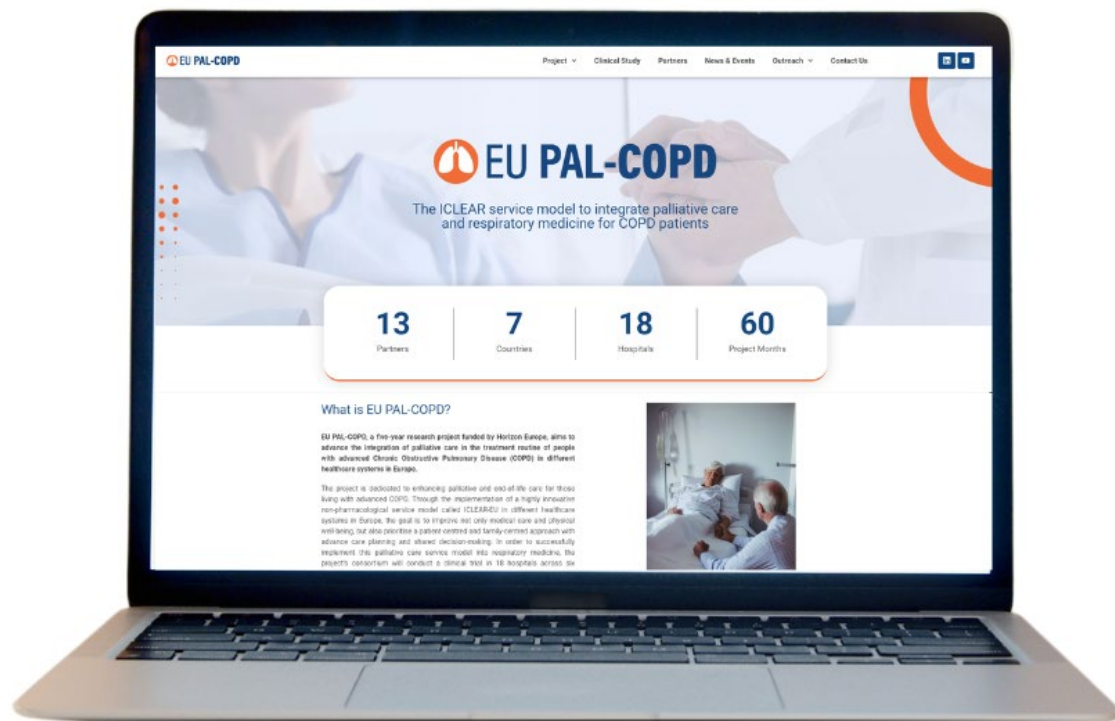 EU PAL-COPD
Project Clinical Study Partners News & Events Outreach Contact Us
EU PAL-COPD
The ICLEAR service model to integrate palliative care
and respiratory medicine for COPD patients
13 7 18 60
Partners Countries Hospitals Project Months
What is EU PAL-COPD?
EU PAL-COPD, a five-year research project funded by Horizon Europe, aims to
advance the integration of palliative care in the treatment routine of people
with advanced Chronic Obstructive Pulmonary Disease (COPD) in different
healthcare systems in Europe.
The project is dedicated to enhancing palliative and end-of-life care for those
living with advanced COPD. Through the implementation of a highly innovative
non-pharmacological service model called ICLEAR-EU in different healthcare
systems in Europe, the goal is to improve not only medical care and physical
well-being, but also prioritise a patient-centred and family-centred approach with
advance care planning and shared decision-making. In order to successfully
implement this palliative care service model into respiratory medicine, the
project's consortium will conduct a clinical trial in 18 hospitals across six